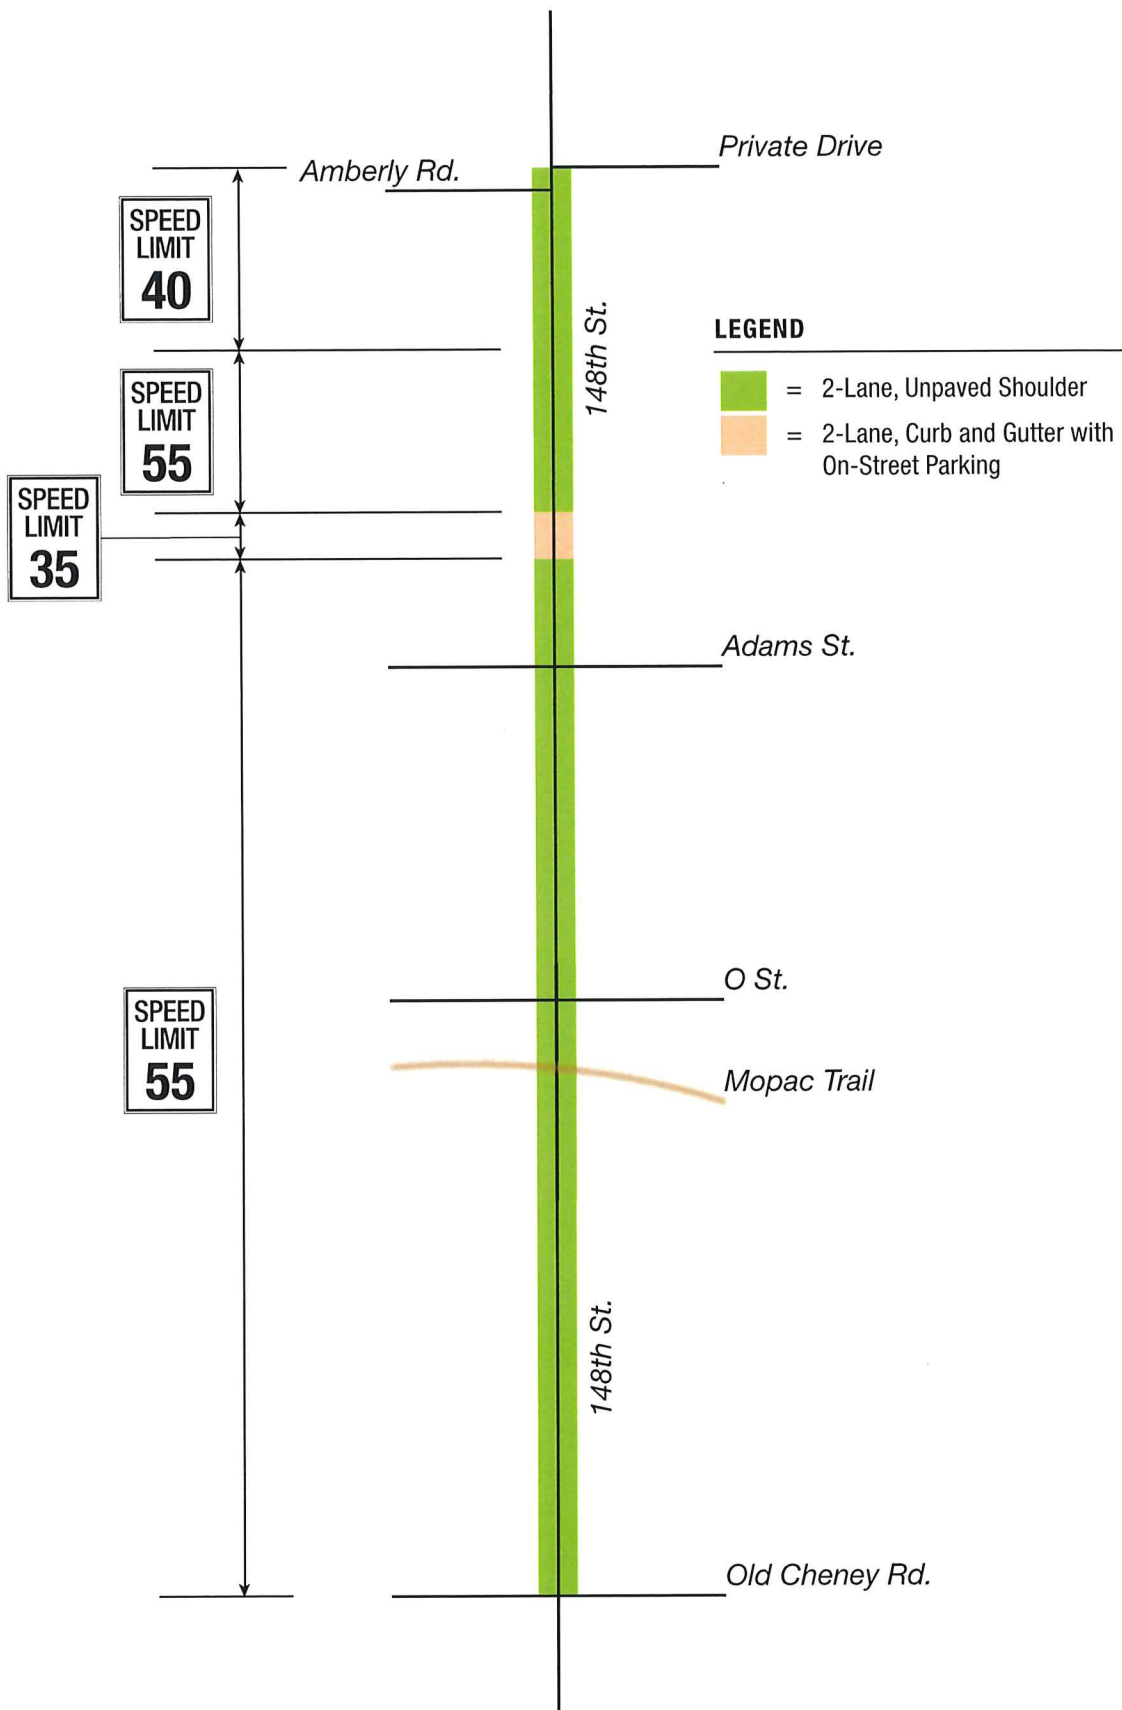 Private Drive
Amberly Rd.
SPEED
LIMIT
40
148th St.
LEGEND
= 2-Lane, Unpaved Shoulder
= 2-Lane, Curb and Gutter with
On-Street Parking
SPEED
LIMIT
55
SPEED
LIMIT
35
Adams St.
O St.
SPEED
LIMIT
55
Mopac Trail
148th St.
Old Cheney Rd.